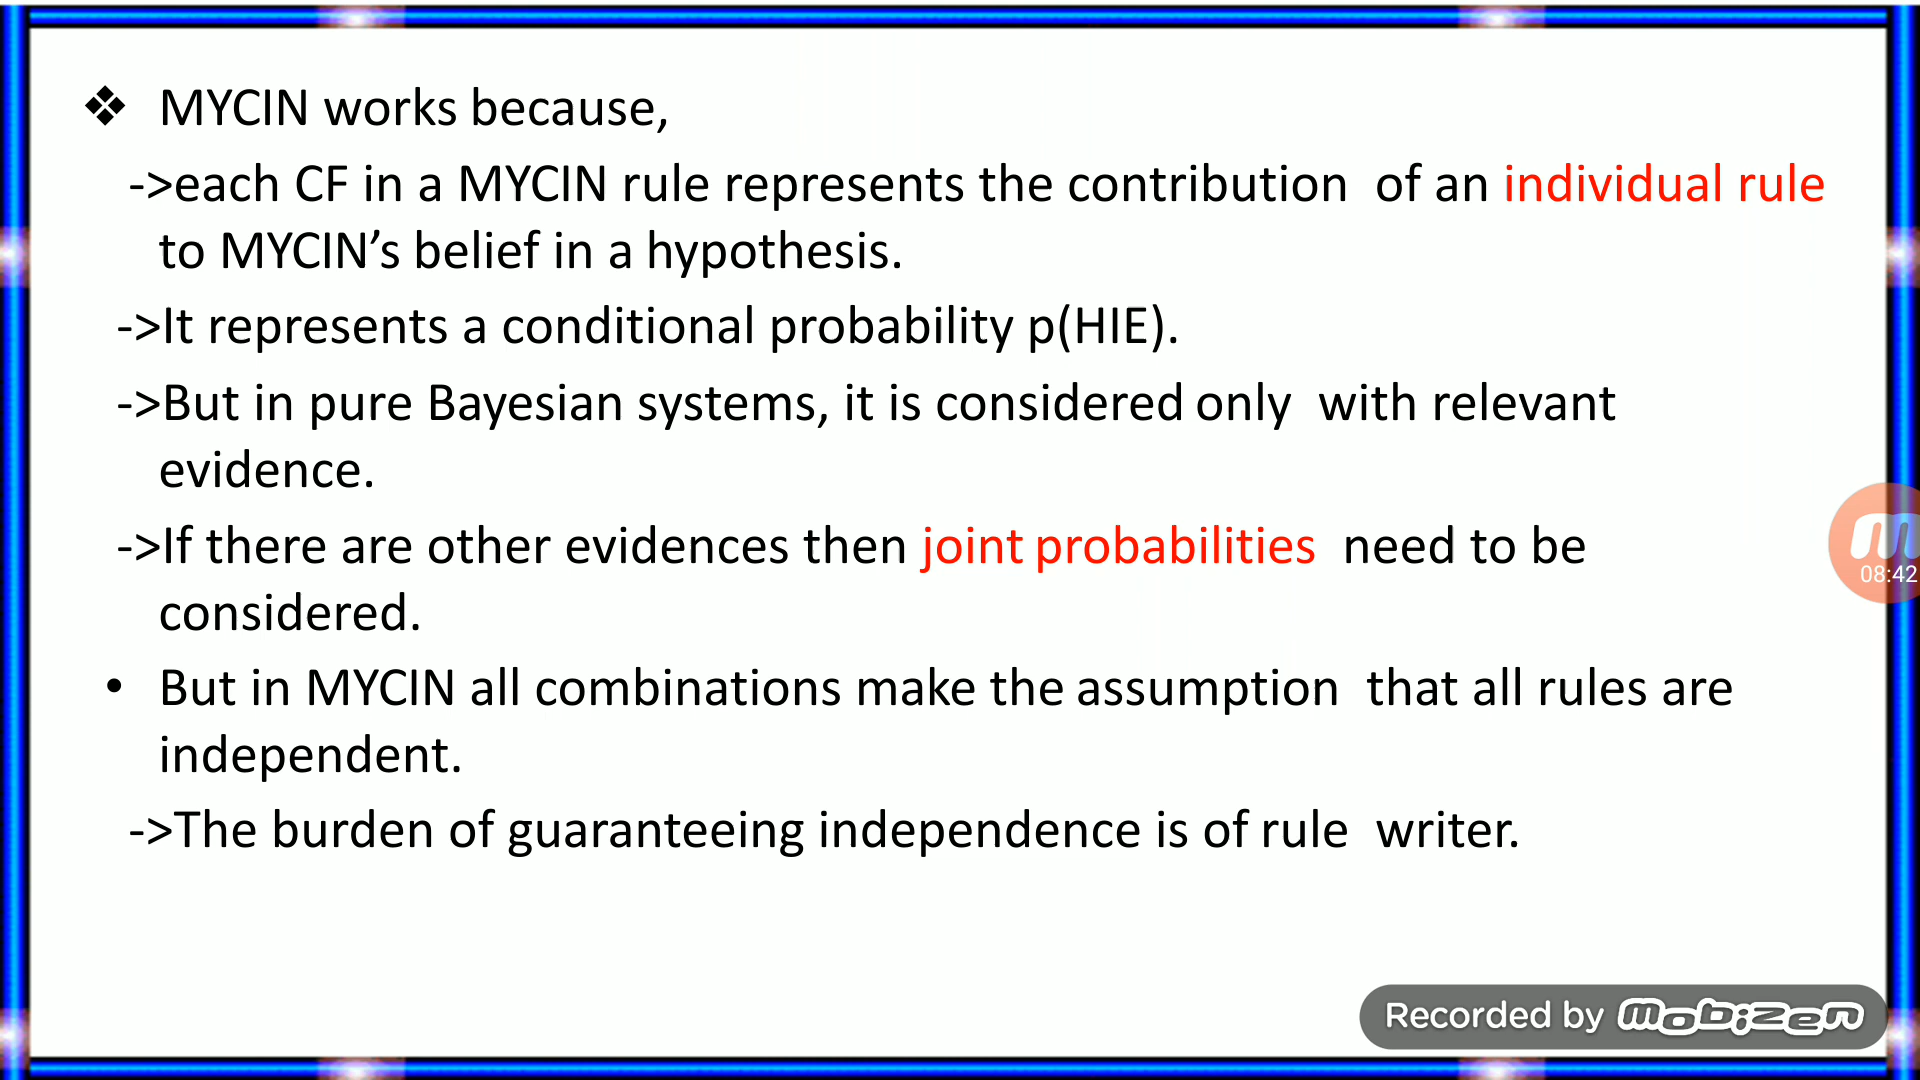 ❖ MYCIN works because,
->each CF in a MYCIN rule represents the contribution of an individual rule
to MYCIN’s belief in a hypothesis.
->It represents a conditional probability p(HIE).
->But in pure Bayesian systems, it is considered only with relevant
evidence.
->If there are other evidences then joint probabilities need to be
considered.
• But in MYCIN all combinations make the assumption that all rules are
independent.
->The burden of guaranteeing independence is of rule writer.
08:42
Recorded by mobizen